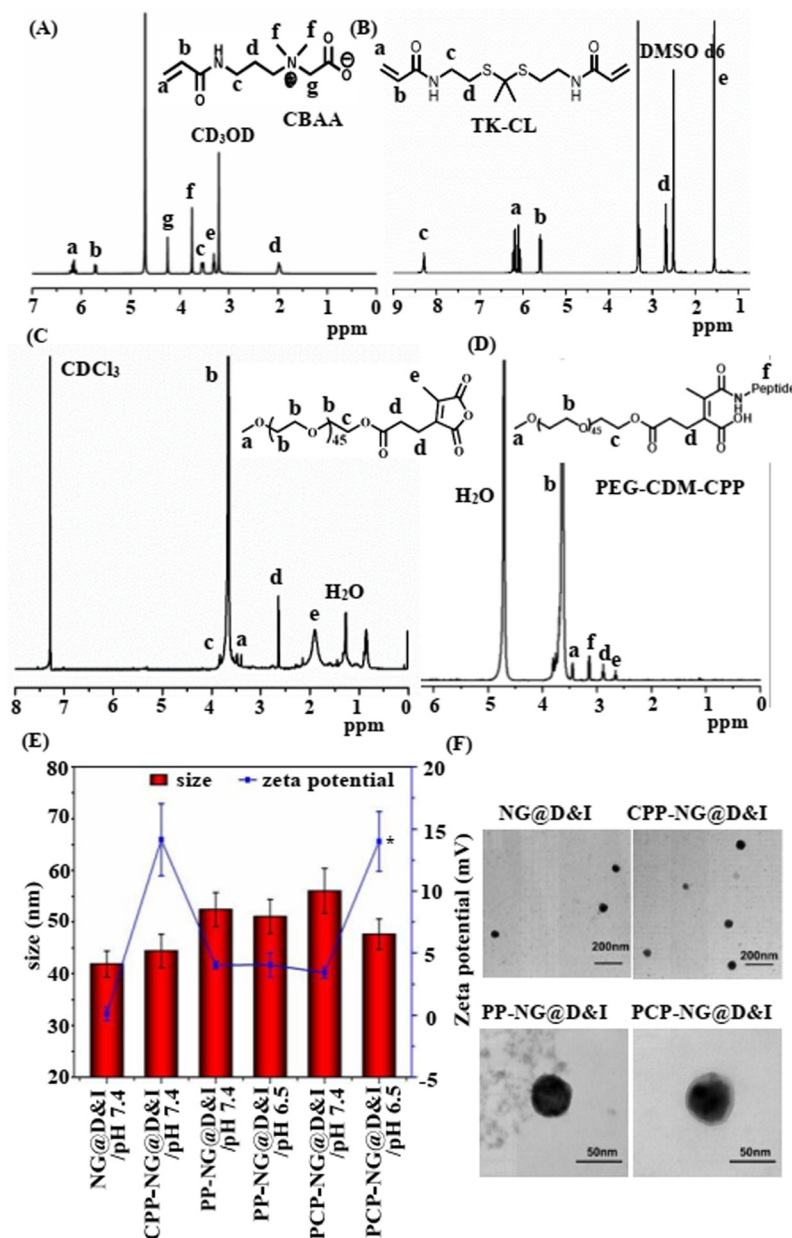 (A)
f f
b d
N
H
O
a c g
O
O
CBAA
CD3OD
f
g
a b c e d
7 6 5 4 3 2 1 0
ppm
(B)
DMSO d6
e
a
O
N
H
c
S S
H
N
O
b d
TK-CL
d
c a b
9 8 7 6 5 4 3 2 1
ppm
(C)
CDCl3
b
e
O
O
O
b b
O O O
c d
a b 45 O d
d
H2O
e
c a
8 7 6 5 4 3 2 1 0
ppm
(D)
f
O
N
H
Peptide
OH
O
b
O O O
a 45 c O d
H2O
b
PEG-CDM-CPP
a f d e
6 5 4 3 2 1 0
ppm
(E)
size zeta potential
size (nm)
80
70
60
50
40
30
20
Zeta potential (mV)
20
15
10
5
0
-5
*
NG@D&I
/pH 7.4
CPP-NG@D&I
/pH 7.4
PP-NG@D&I
/pH 7.4
PP-NG@D&I
/pH 6.5
PCP-NG@D&I
/pH 7.4
PCP-NG@D&I
/pH 6.5
(F)
NG@D&I CPP-NG@D&I
200nm 200nm
PP-NG@D&I PCP-NG@D&I
50nm 50nm